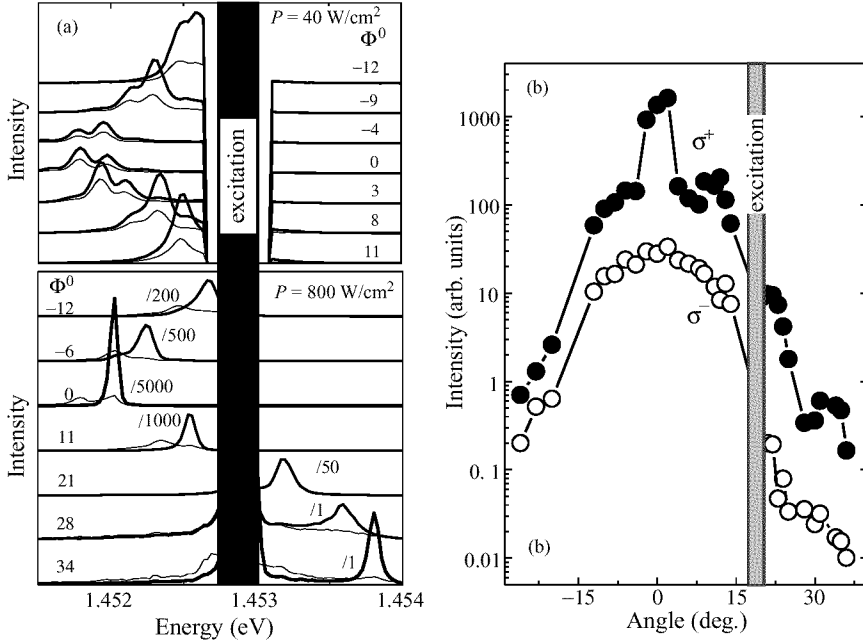 (a)
P = 40 W/cm²
Φ⁰
−12
−9
−4
0
3
8
11
excitation
Intensity
Φ⁰
P = 800 W/cm²
−12
/200
−6
/500
0
/5000
11
/1000
21
/50
28
/1
34
/1
Intensity
1.452
1.453
1.454
Energy (eV)
(b)
1000
100
10
1
0.1
0.01
Intensity (arb. units)
σ⁺
σ⁻
excitation
(b)
−15
0
15
30
Angle (deg.)